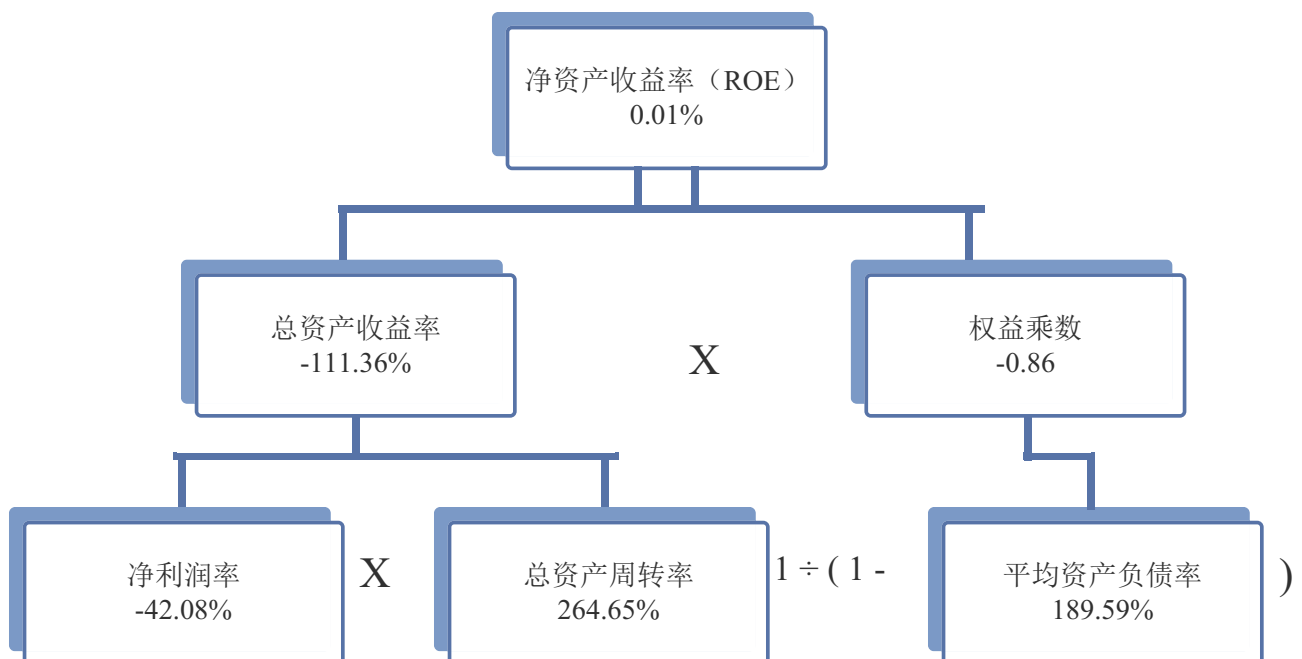 净资产收益率（ROE）
0.01%
总资产收益率
-111.36%
X
权益乘数
-0.86
净利润率
-42.08%
X
总资产周转率
264.65%
1 ÷ ( 1 -
平均资产负债率
189.59%
)